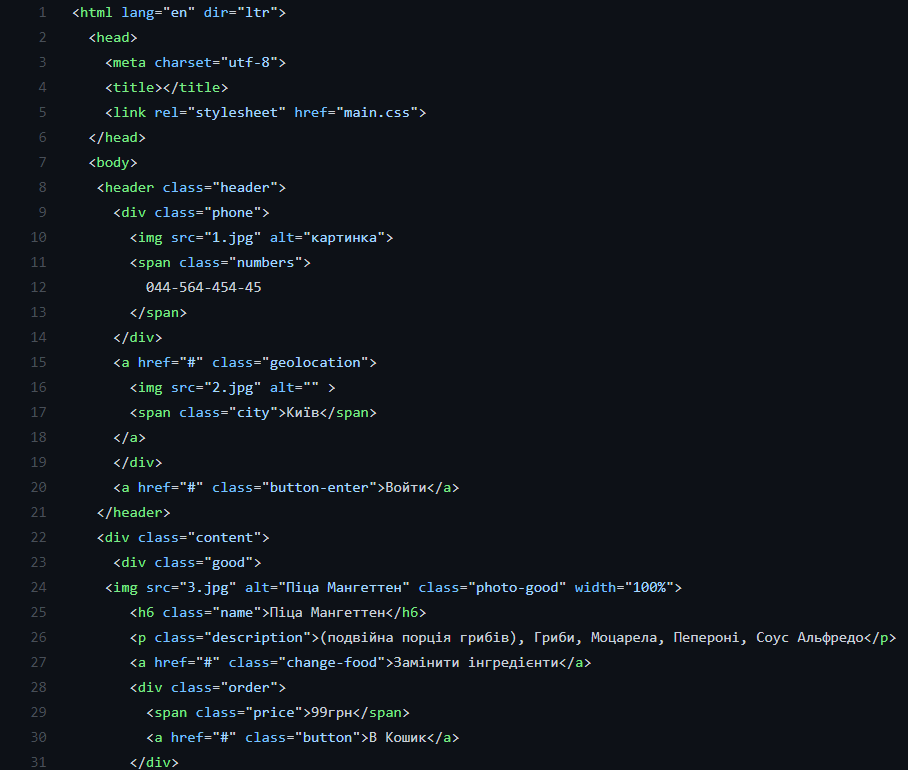 1 <html lang="en" dir="ltr">
2 <head>
3 <meta charset="utf-8">
4 <title></title>
5 <link rel="stylesheet" href="main.css">
6 </head>
7 <body>
8 <header class="header">
9 <div class="phone">
10 <img src="1.jpg" alt="картинка">
11 <span class="numbers">
12 044-564-454-45
13 </span>
14 </div>
15 <a href="#" class="geolocation">
16 <img src="2.jpg" alt="" >
17 <span class="city">Київ</span>
18 </a>
19 </div>
20 <a href="#" class="button-enter">Войти</a>
21 </header>
22 <div class="content">
23 <div class="good">
24 <img src="3.jpg" alt="Піца Мангеттен" class="photo-good" width="100%">
25 <h6 class="name">Піца Мангеттен</h6>
26 <p class="description">(подвійна порція грибів), Гриби, Моцарела, Пепероні, Соус Альфредо</p>
27 <a href="#" class="change-food">Замінити інгредієнти</a>
28 <div class="order">
29 <span class="price">99грн</span>
30 <a href="#" class="button">В Кошик</a>
31 </div>